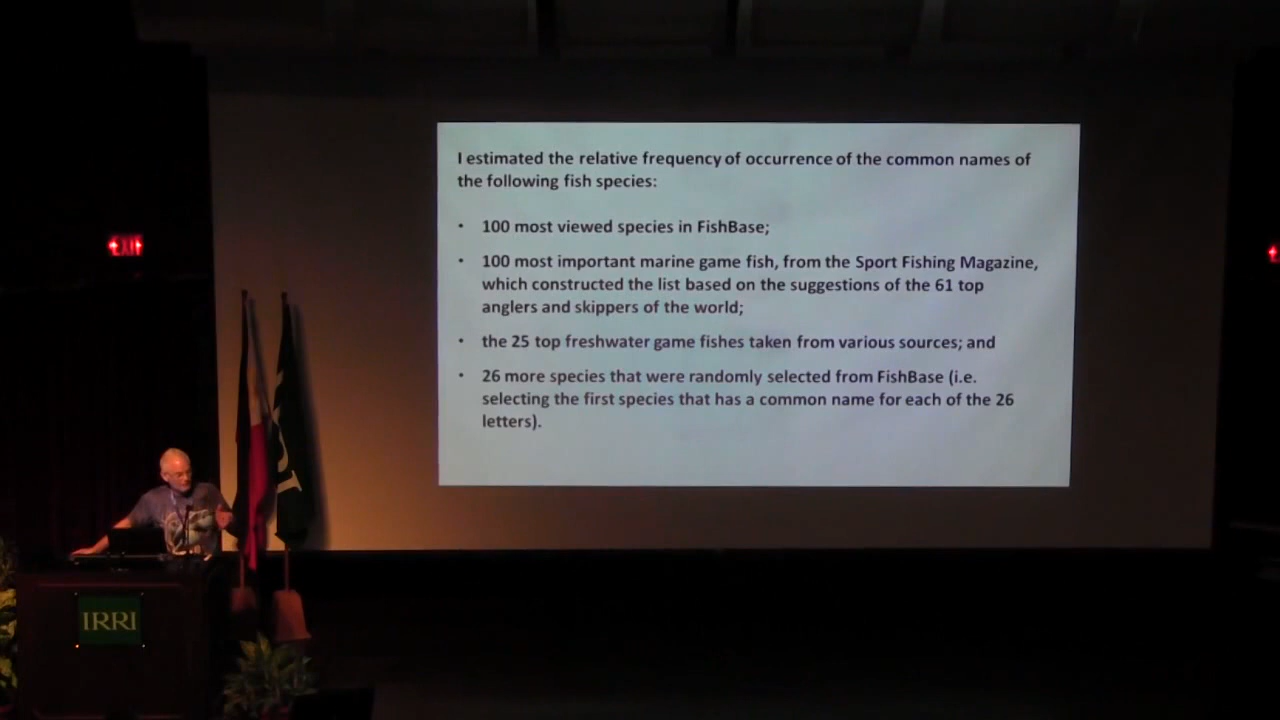 I estimated the relative frequency of occurrence of the common names of
the following fish species:
• 100 most viewed species in FishBase;
• 100 most important marine game fish, from the Sport Fishing Magazine,
which constructed the list based on the suggestions of the 61 top
anglers and skippers of the world;
• the 25 top freshwater game fishes taken from various sources; and
• 26 more species that were randomly selected from FishBase (i.e.
selecting the first species that has a common name for each of the 26
letters).
EXIT
IRRI